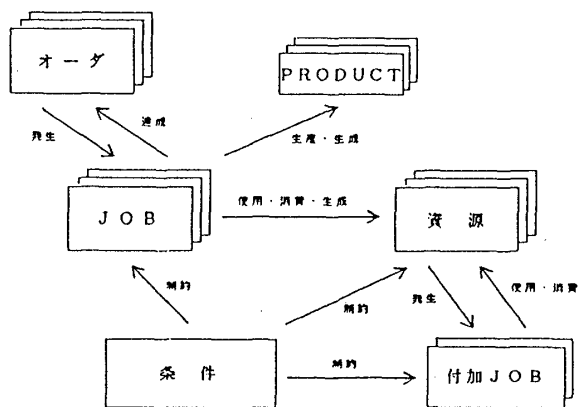 オーダ
PRODUCT
発生
達成
生産・生成
JOB
使用・消費・生成
資源
制約
制約
発生
使用・消費
条件
制約
付加JOB